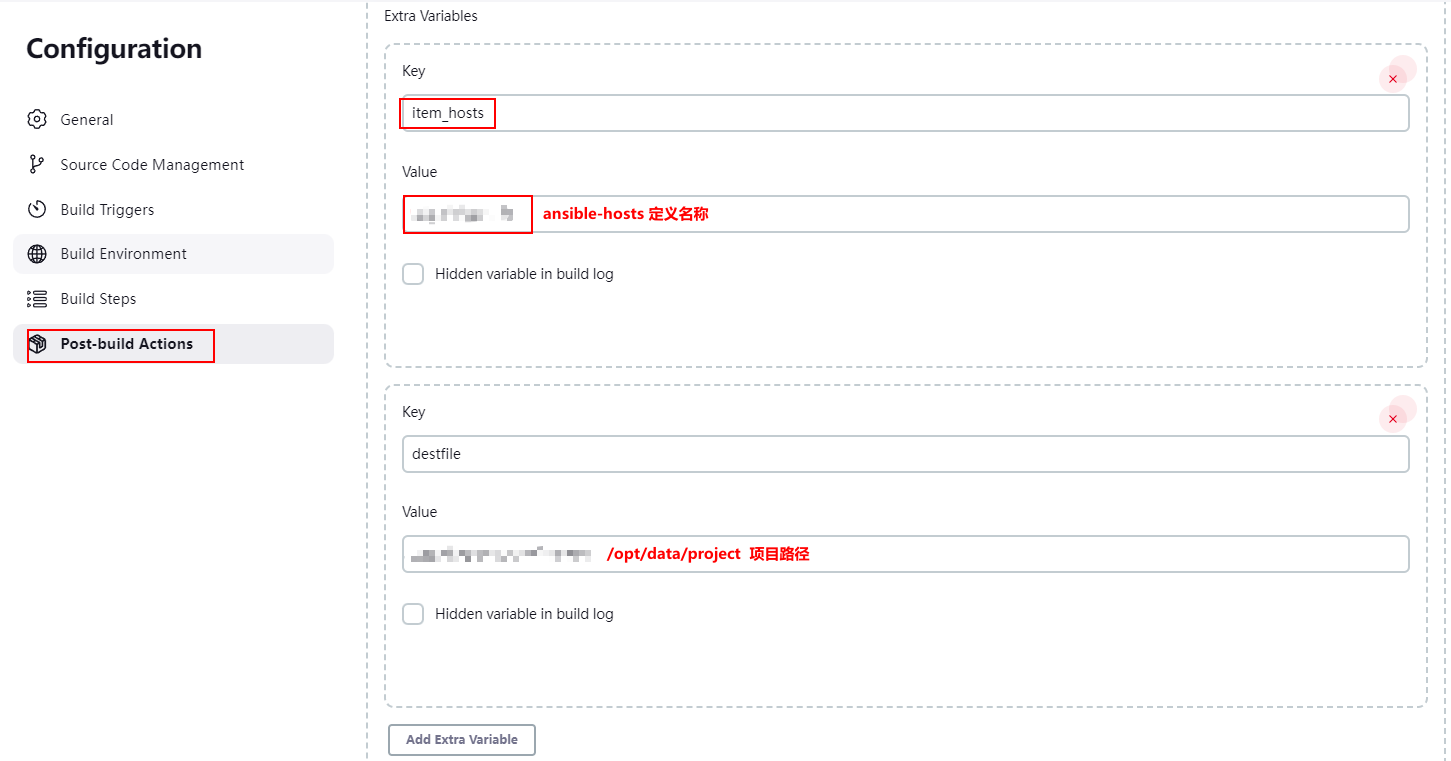 Configuration
General
Source Code Management
Build Triggers
Build Environment
Build Steps
Post-build Actions
Extra Variables
Key
item_hosts
Value
ansible-hosts 定义名称
Hidden variable in build log
Key
destfile
Value
/opt/data/project 项目路径
Hidden variable in build log
Add Extra Variable